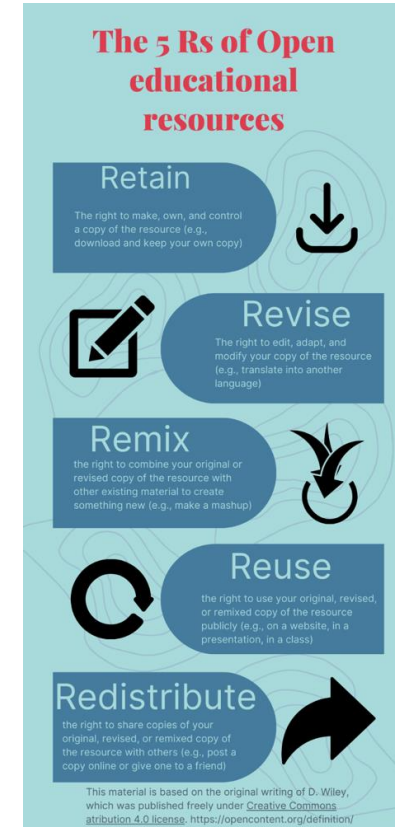 The 5 Rs of Open
educational
resources
Retain
The right to make, own, and control
a copy of the resource (e.g.,
download and keep your own copy)
Revise
The right to edit, adapt, and
modify your copy of the resource
(e.g., translate into another
language)
Remix
the right to combine your original or
revised copy of the resource with
other existing material to create
something new (e.g., make a mashup)
Reuse
the right to use your original, revised,
or remixed copy of the resource
publicly (e.g., on a website, in a
presentation, in a class)
Redistribute
the right to share copies of your
original, revised, or remixed copy of
the resource with others (e.g., post a
copy online or give one to a friend)
This material is based on the original writing of D. Wiley,
which was published freely under Creative Commons
atribution 4.0 license. https://opencontent.org/definition/